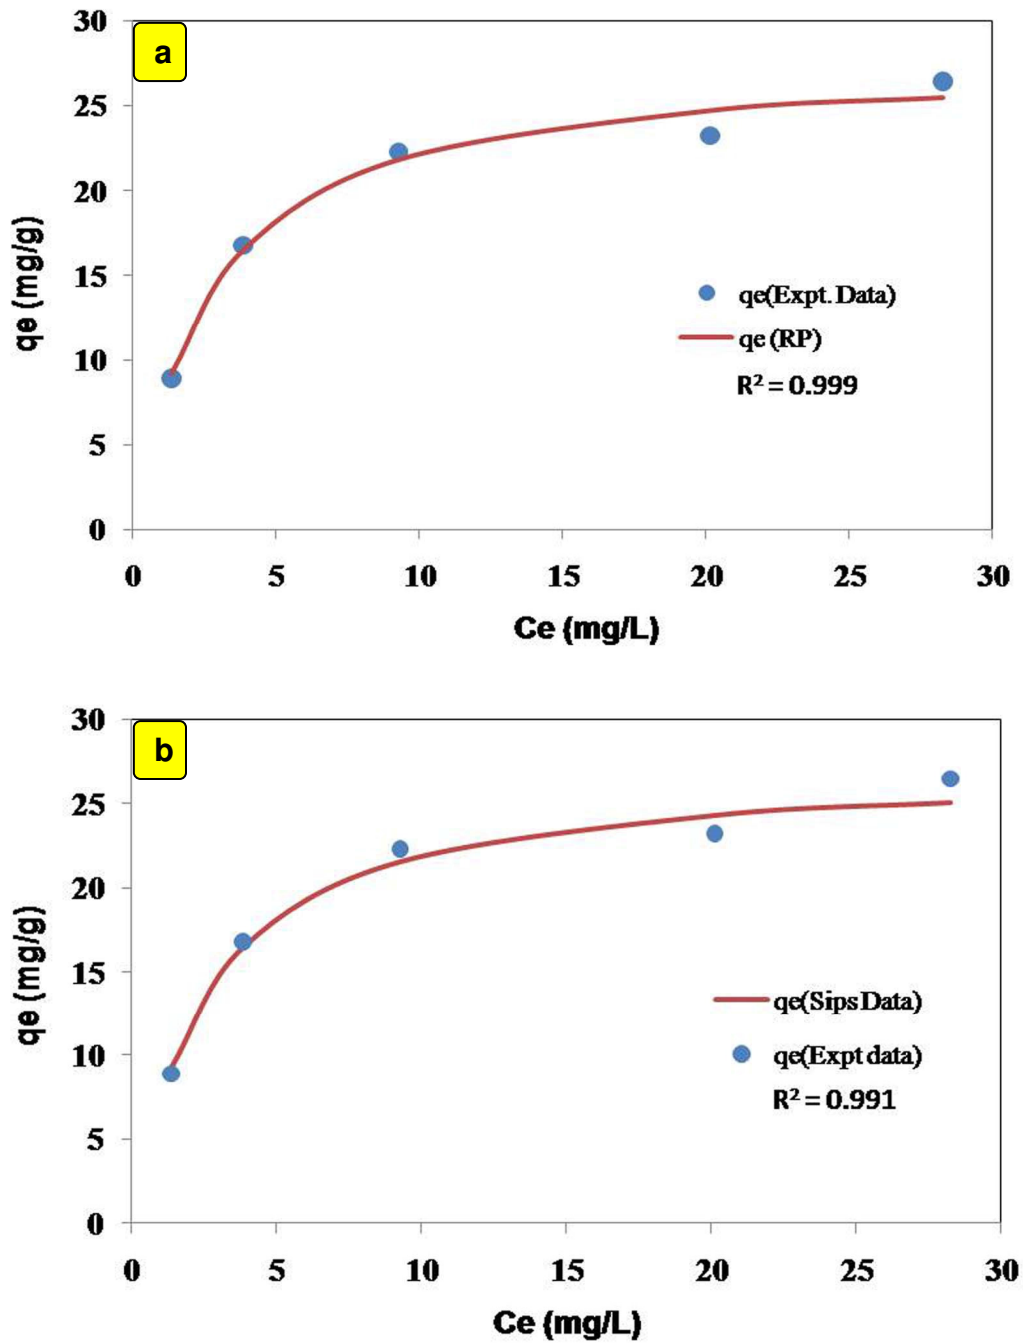 a
30
25
20
15
10
5
0
qe (mg/g)
qe(Expt. Data)
qe (RP)
R² = 0.999
0 5 10 15 20 25 30
Ce (mg/L)
b
30
25
20
15
10
5
0
qe (mg/g)
qe(Sips Data)
qe(Expt data)
R² = 0.991
0 5 10 15 20 25 30
Ce (mg/L)